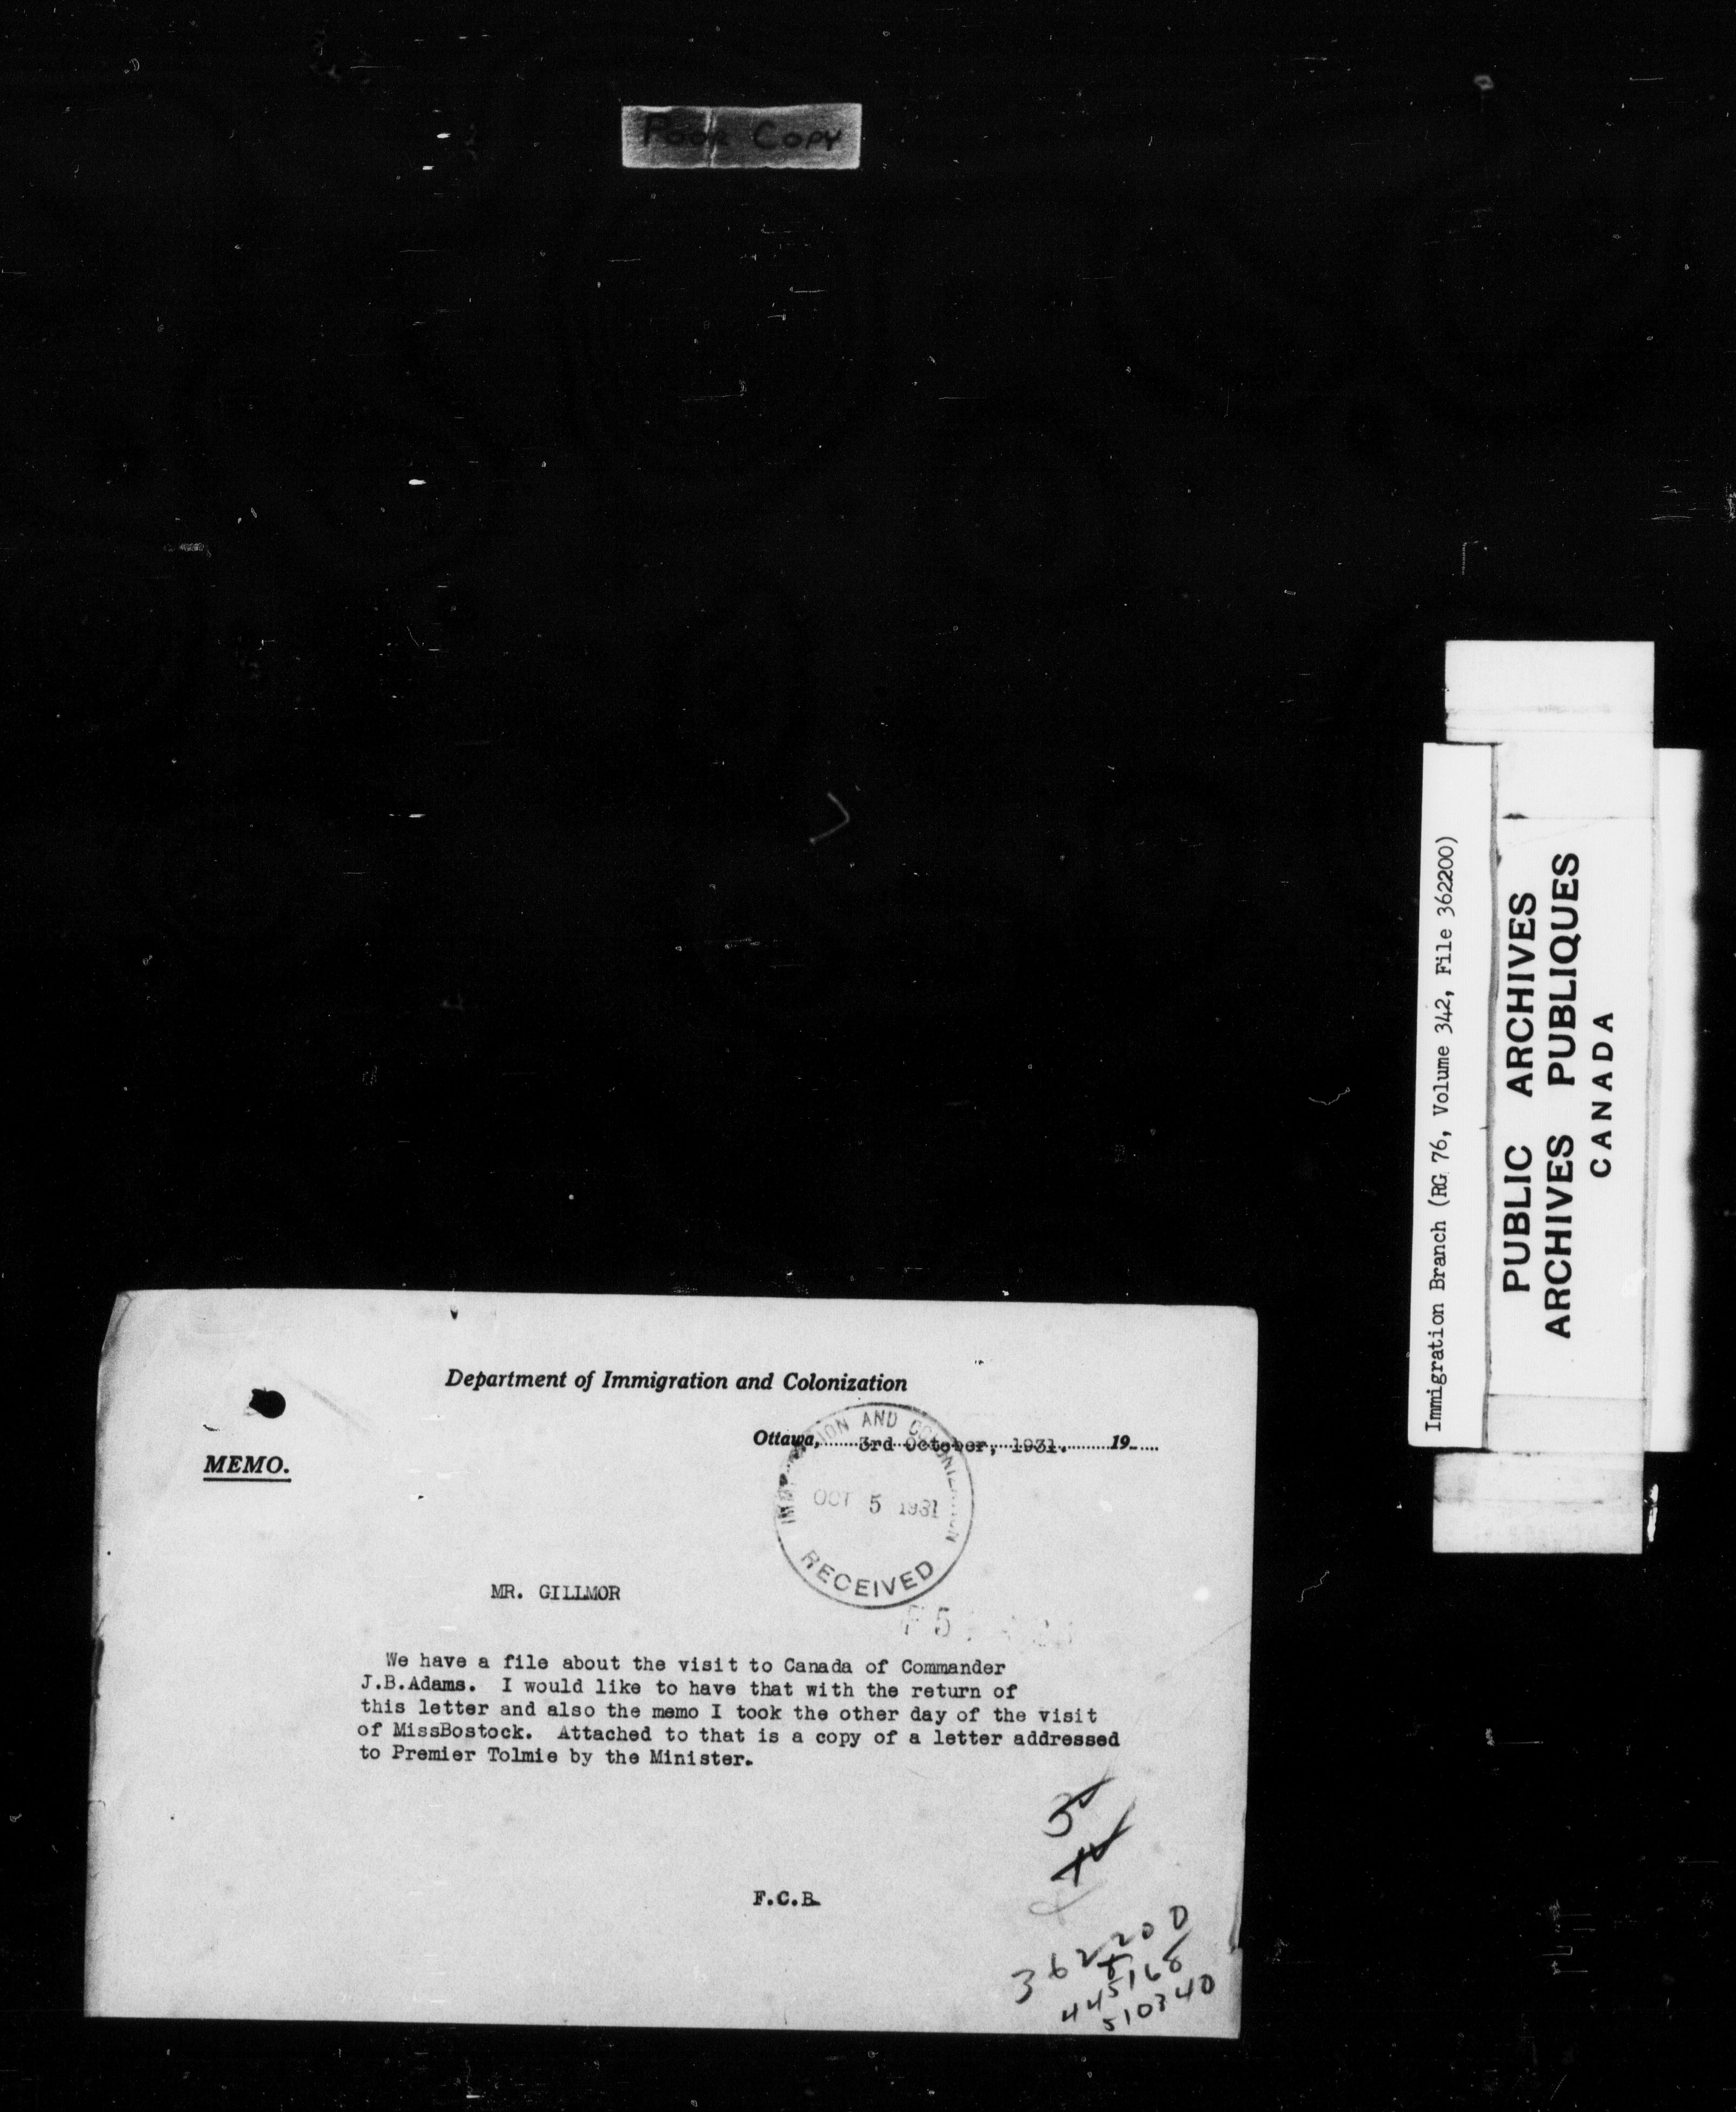 Poor Copy
Immigration Branch (RG 76, Volume 342, File 362200)
PUBLIC ARCHIVES
ARCHIVES PUBLIQUES
CANADA
Department of Immigration and Colonization
Ottawa, 3rd October, 1931. 19
MEMO.
AND
OCT 5 1931
RECEIVED
MR. GILLMOR
We have a file about the visit to Canada of Commander
J.B.Adams. I would like to have that with the return of
this letter and also the memo I took the other day of the visit
of MissBostock. Attached to that is a copy of a letter addressed
to Premier Tolmie by the Minister.
F.C.B.
362200
445168
510340